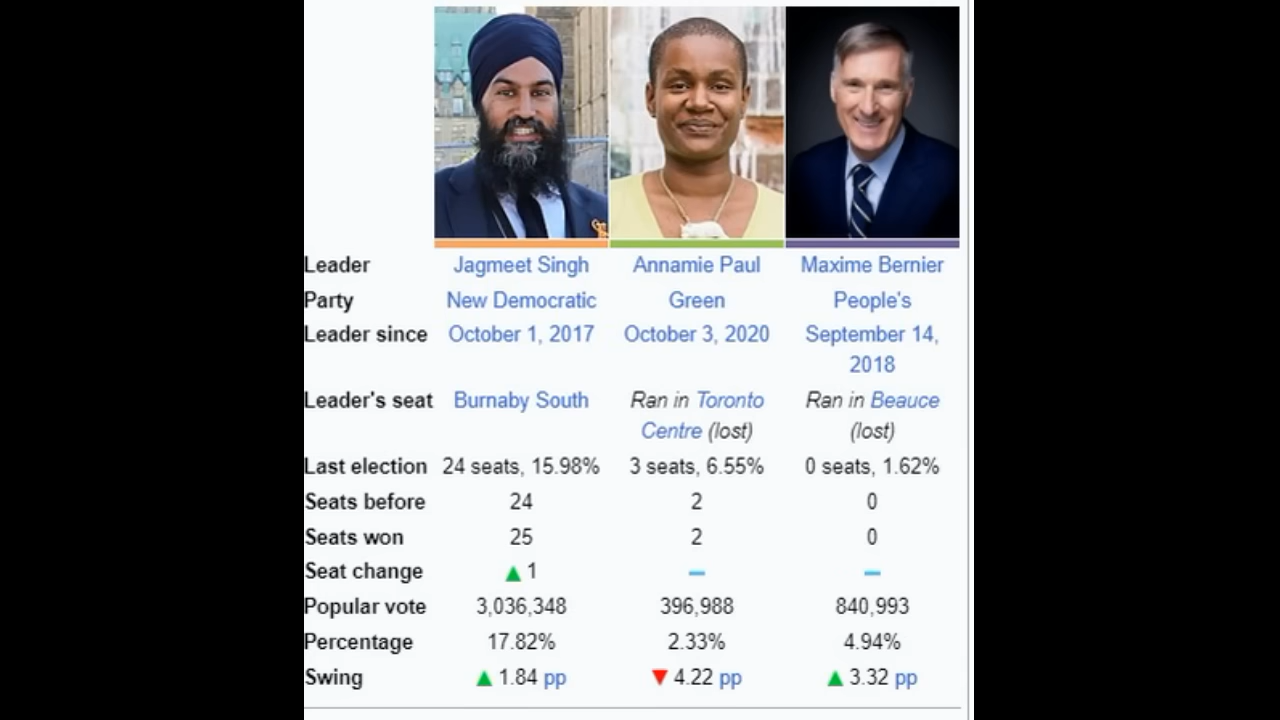 Leader Jagmeet Singh Annamie Paul Maxime Bernier
Party New Democratic Green People's
Leader since October 1, 2017 October 3, 2020 September 14,
2018
Leader's seat Burnaby South Ran in Toronto Ran in Beauce
Centre (lost) (lost)
Last election 24 seats, 15.98% 3 seats, 6.55% 0 seats, 1.62%
Seats before 24 2 0
Seats won 25 2 0
Seat change ▲ 1 – –
Popular vote 3,036,348 396,988 840,993
Percentage 17.82% 2.33% 4.94%
Swing ▲ 1.84 pp ▼ 4.22 pp ▲ 3.32 pp